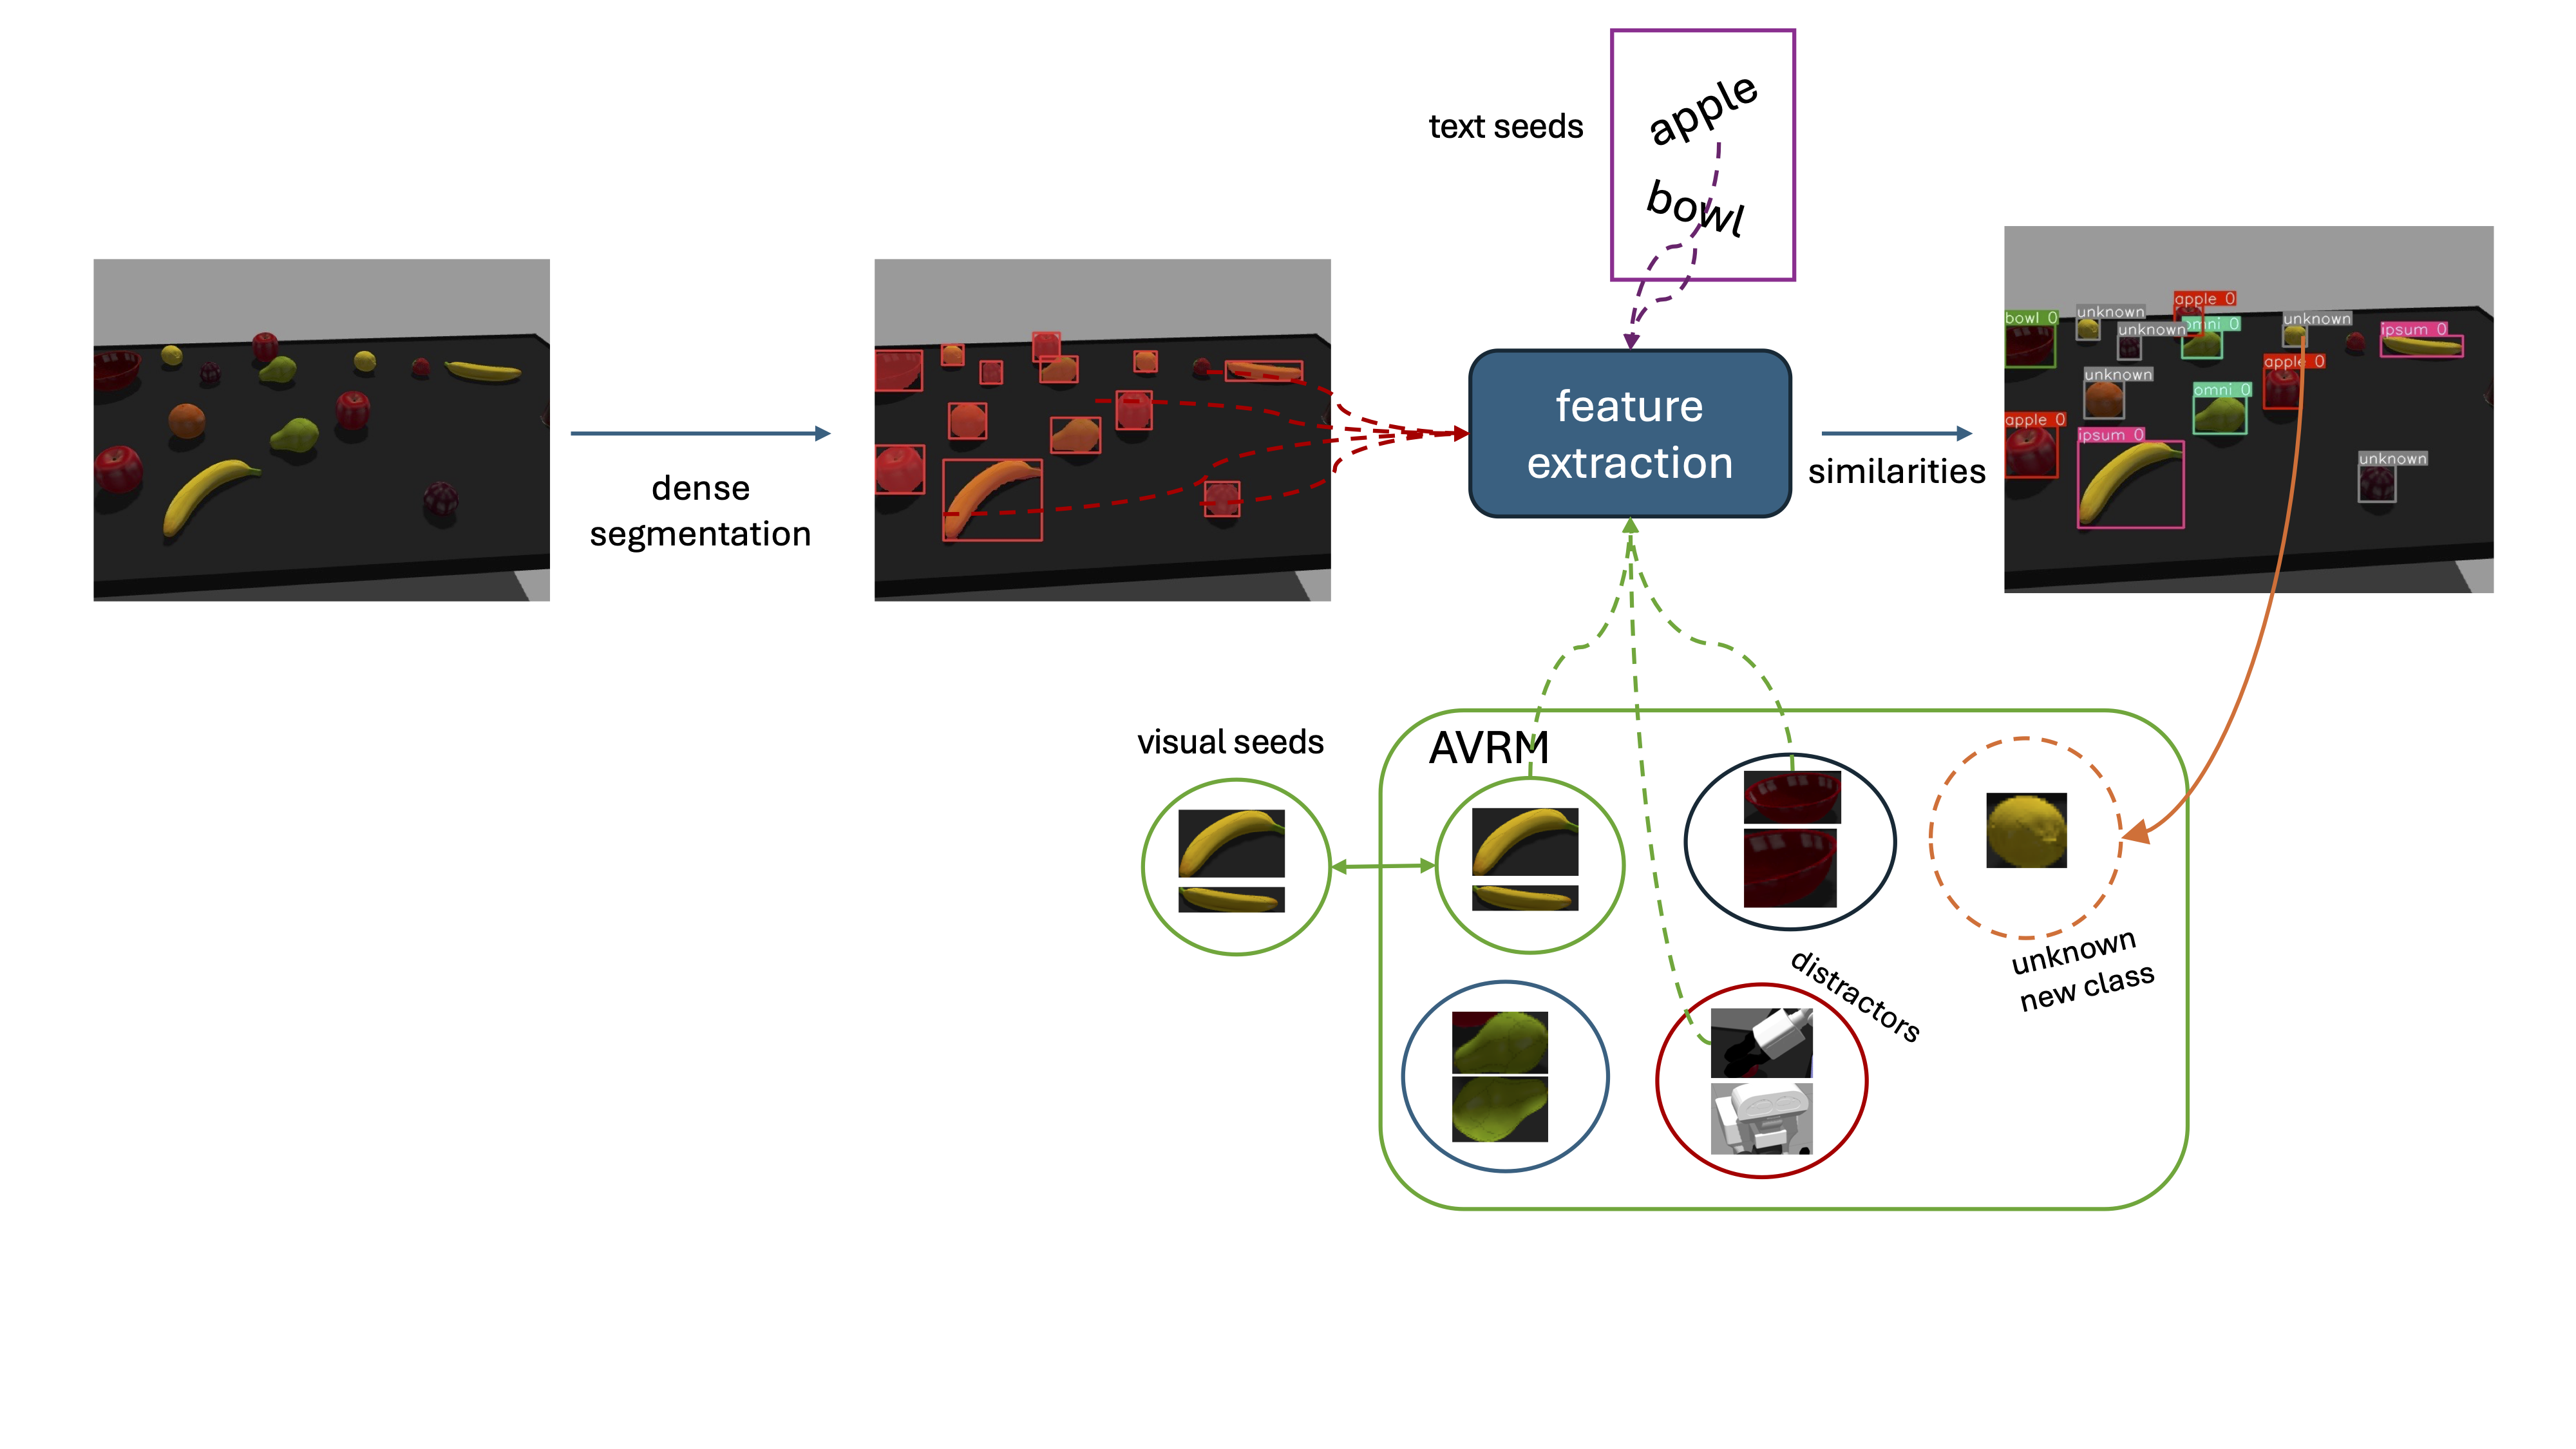 text seeds
apple
bowl
dense
segmentation
feature
extraction
similarities
bowl 0
unknown
unknown
apple 0
omni 0
unknown
ipsum 0
unknown
omni 0
apple 0
apple 0
ipsum 0
unknown
visual seeds
AVRM
distractors
unknown
new class